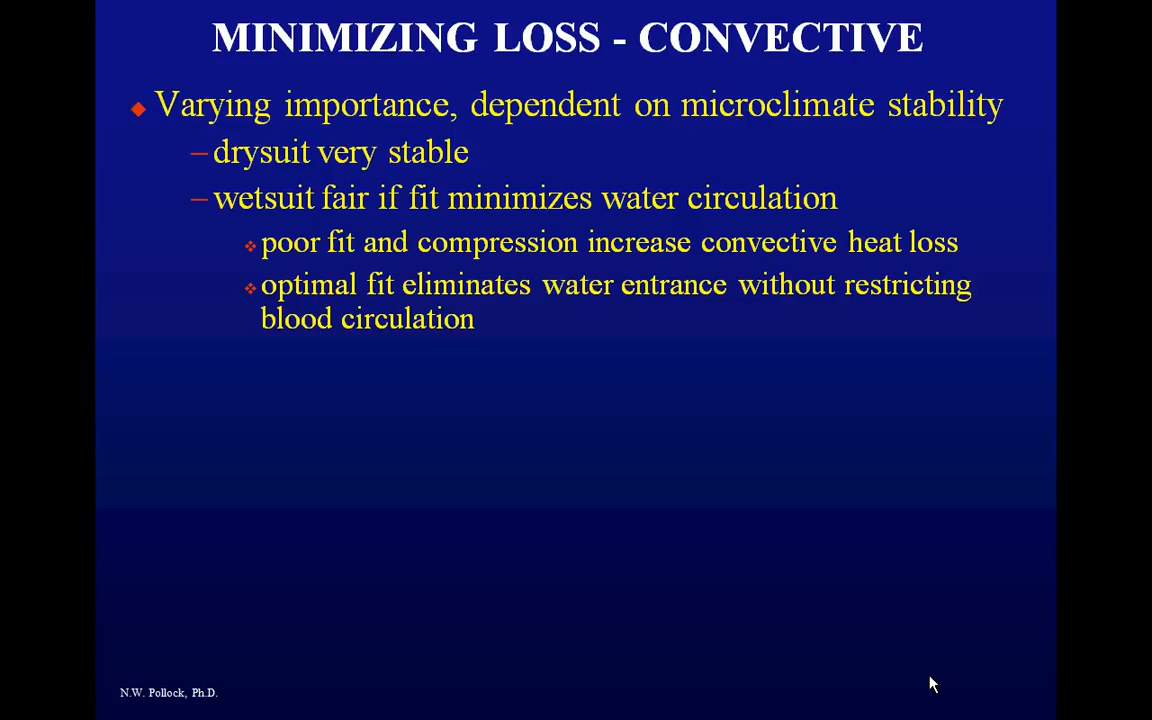 MINIMIZING LOSS - CONVECTIVE
Varying importance, dependent on microclimate stability
–drysuit very stable
–wetsuit fair if fit minimizes water circulation
poor fit and compression increase convective heat loss
optimal fit eliminates water entrance without restricting
blood circulation
N.W. Pollock, Ph.D.